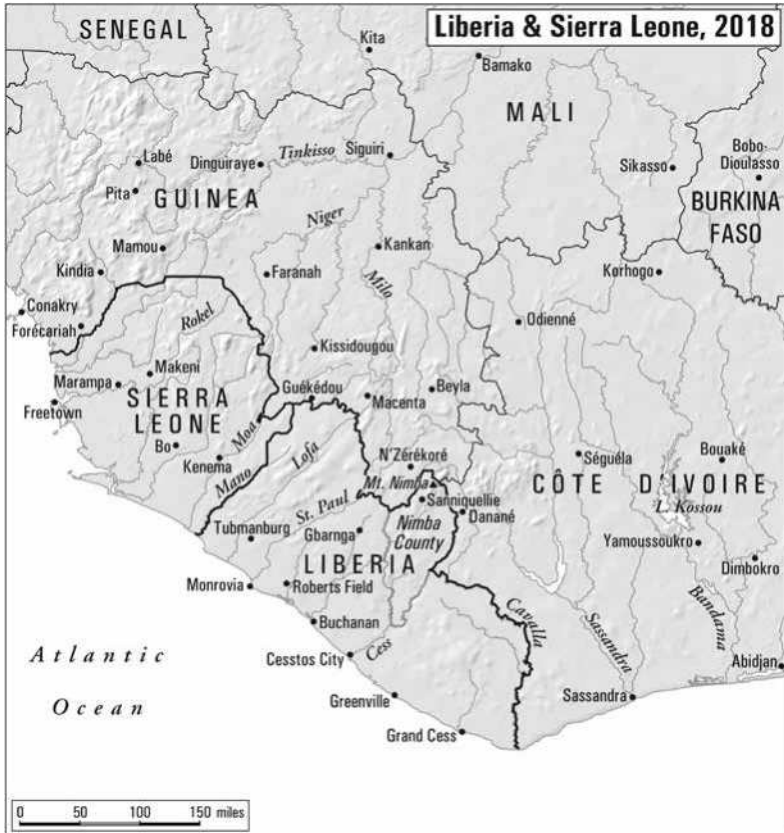 Liberia & Sierra Leone, 2018
SENEGAL
Kita
Bamako
MALI
Labé
Dinguiraye
Tinkisso
Siguiri
Sikasso
Bobo-
Dioulasso
Pita
GUINEA
BURKINA
FASO
Niger
Mamou
Kankan
Kindia
Faranah
Milo
Korhogo
Conakry
Forécariah
Rokel
Odienné
Kissidougou
Makeni
Marampa
Beyla
Freetown
SIERRA
LEONE
Guékédou
Macenta
Moa
Bo
Kenema
Mano
Lofa
N'Zérékoré
Séguéla
Bouaké
Mt. Nimba
CÔTE D'IVOIRE
Sanniquellie
L. Kossou
St. Paul
Nimba
County
Danané
Tubmanburg
Gbarnga
Yamoussoukro
LIBERIA
Dimbokro
Monrovia
Roberts Field
Buchanan
Cavalla
Sassandra
Bandama
Cess
Cesstos City
Abidjan
Atlantic
Ocean
Greenville
Sassandra
Grand Cess
0 50 100 150 miles